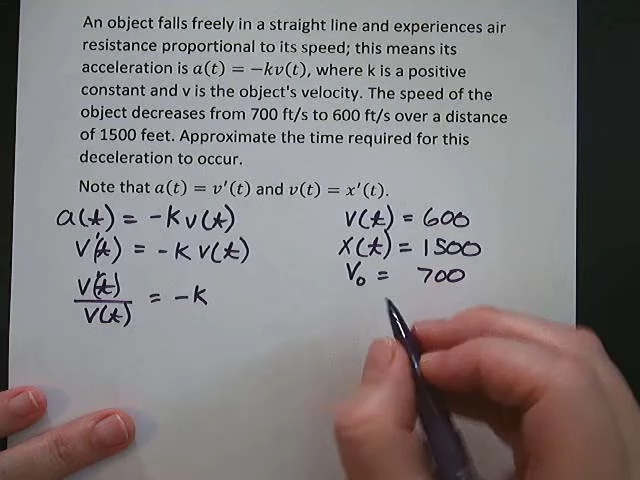 An object falls freely in a straight line and experiences air
resistance proportional to its speed; this means its
acceleration is a(t) = −kv(t), where k is a positive
constant and v is the object's velocity. The speed of the
object decreases from 700 ft/s to 600 ft/s over a distance
of 1500 feet. Approximate the time required for this
deceleration to occur.
Note that a(t) = v'(t) and v(t) = x'(t).
a(t) = -kv(t)
v'(t) = -kv(t)
v'(t)/v(t) = -k
v(t) = 600
x(t) = 1500
v₀ = 700